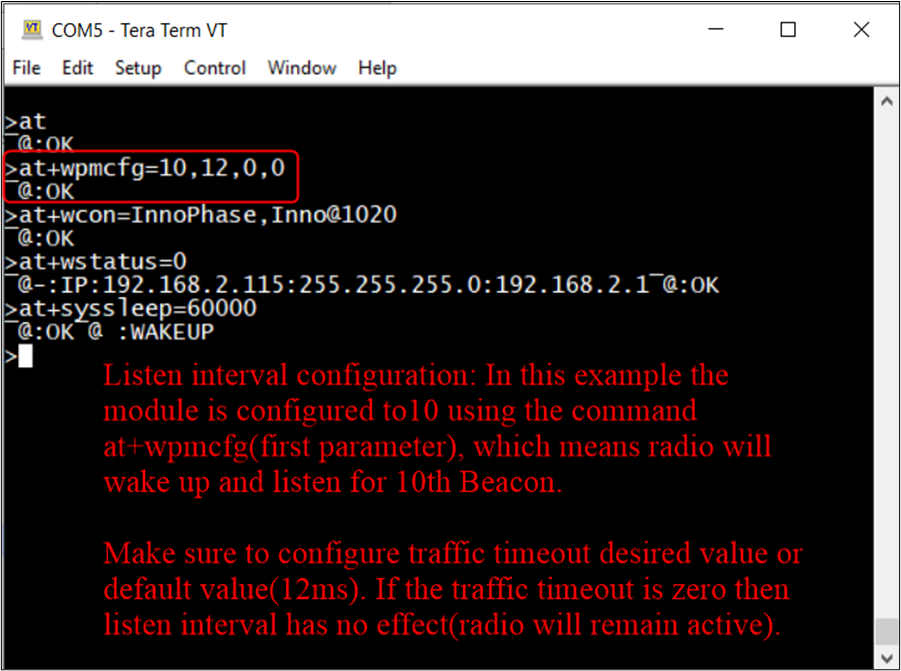 COM5 - Tera Term VT
File Edit Setup Control Window Help
>at
@:OK
>at+wpmcfg=10,12,0,0
@:OK
>at+wcon=InnoPhase,Inno@1020
@:OK
>at+wstatus=0
@-:IP:192.168.2.115:255.255.255.0:192.168.2.1 @:OK
>at+syssleep=60000
@:OK @ :WAKEUP
>
Listen interval configuration: In this example the
module is configured to10 using the command
at+wpmcfg(first parameter), which means radio will
wake up and listen for 10th Beacon.
Make sure to configure traffic timeout desired value or
default value(12ms). If the traffic timeout is zero then
listen interval has no effect(radio will remain active).